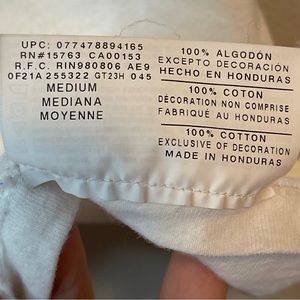 UPC: 077478894165
RN#15763 CA00153
R.F.C. RIN980806 AE9
0F21A 255322 GT23H 045
MEDIUM
MEDIANA
MOYENNE
100% ALGODÓN
EXCEPTO DECORACIÓN
HECHO EN HONDURAS
100% COTON
DÉCORATION NON COMPRISE
FABRIQUÉ AU HONDURAS
100% COTTON
EXCLUSIVE OF DECORATION
MADE IN HONDURAS